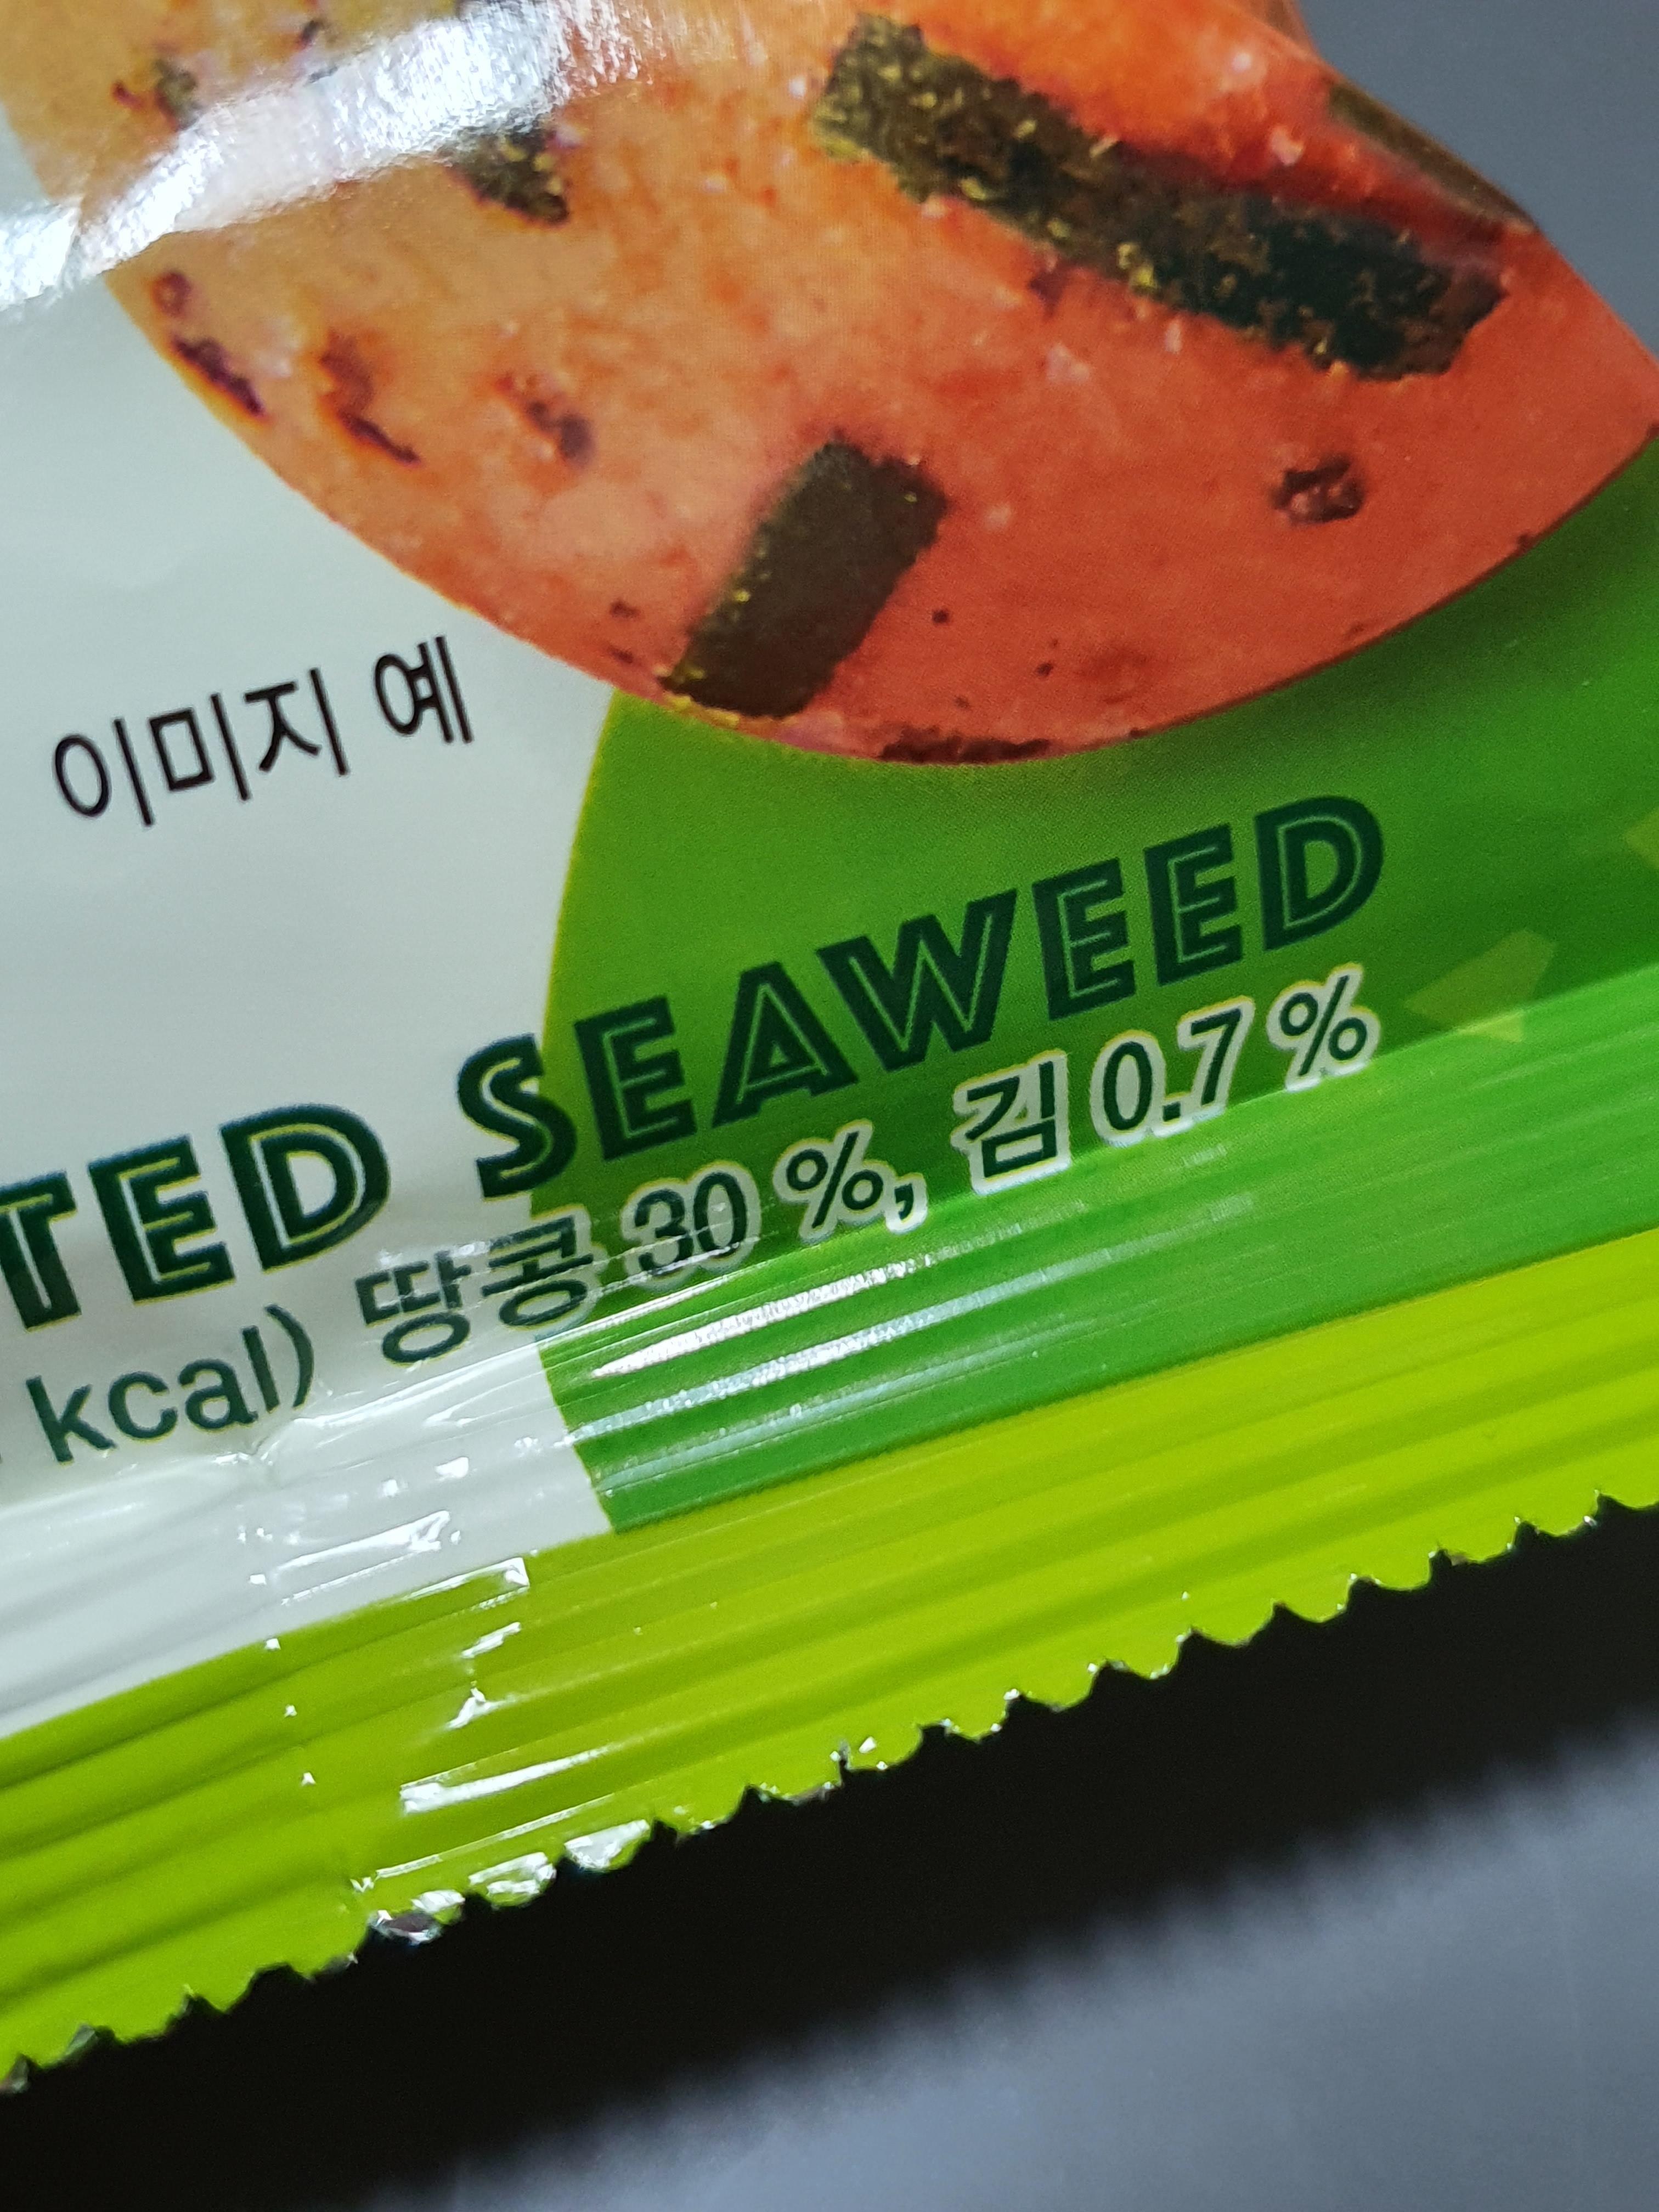 이미지 예
TED SEAWEED
kcal) 땅콩 30 %, 김 0.7 %